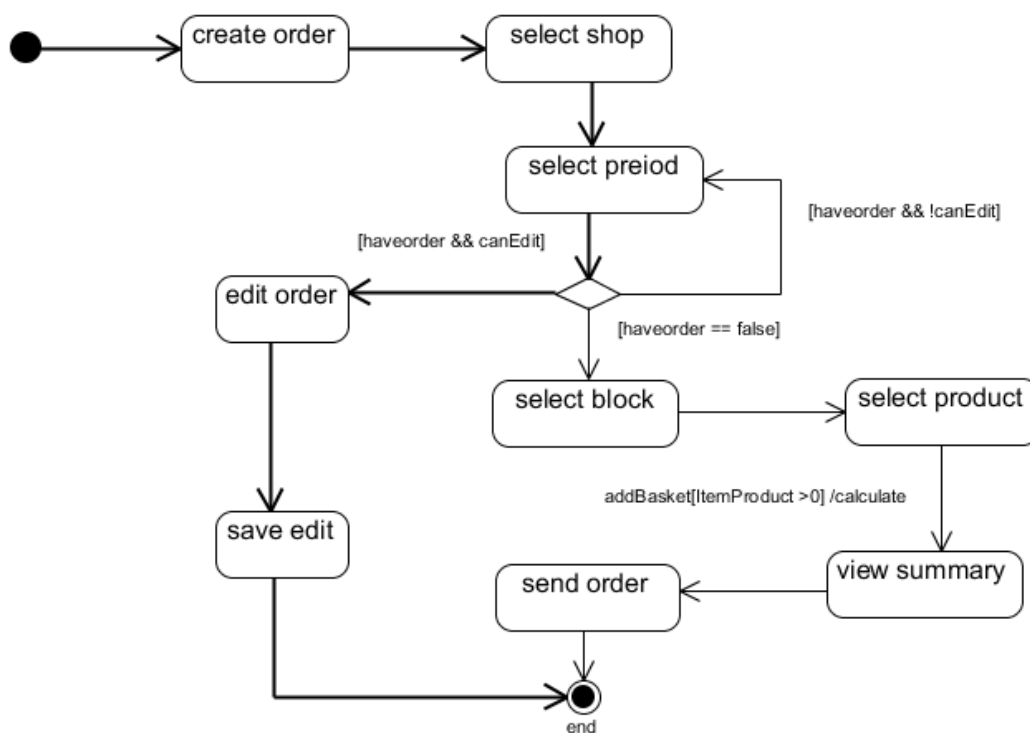 create order
select shop
select preiod
[haveorder && !canEdit]
[haveorder && canEdit]
edit order
[haveorder == false]
select block
select product
addBasket[ItemProduct >0] /calculate
save edit
view summary
send order
end